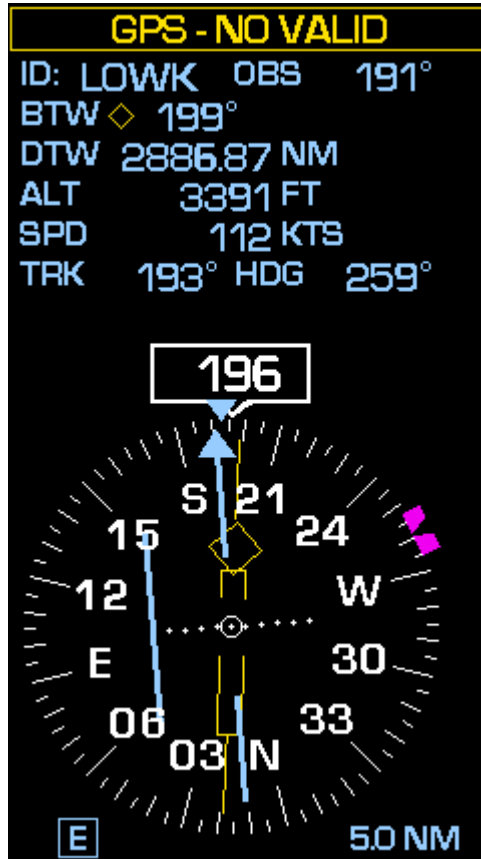 GPS - NO VALID
ID: LOWK OBS 191°
BTW 199°
DTW 2886.87 NM
ALT 3391 FT
SPD 112 KTS
TRK 193° HDG 259°
196
S 21
15 24
12 W
E 30
06 33
03 N
E 5.0 NM